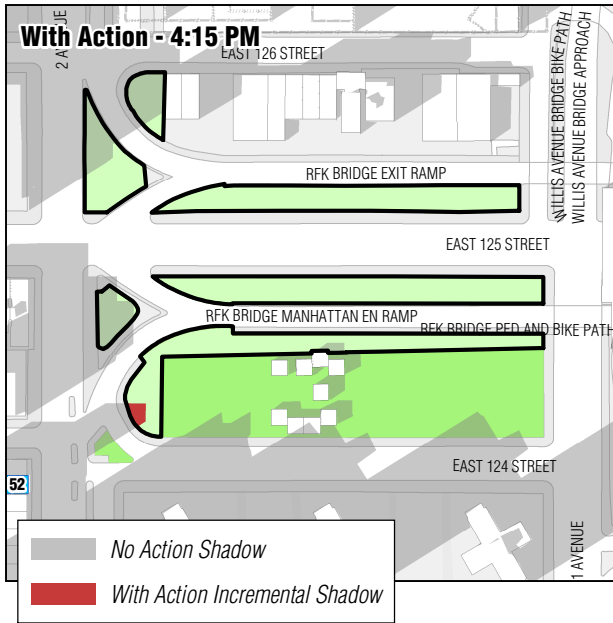 With Action - 4:15 PM
2 AVENUE
EAST 126 STREET
WILLIS AVENUE BRIDGE BIKE PATH
WILLIS AVENUE BRIDGE APPROACH
RFK BRIDGE EXIT RAMP
EAST 125 STREET
RFK BRIDGE MANHATTAN EN RAMP
RFK BRIDGE PED AND BIKE PATH
EAST 124 STREET
52
1 AVENUE
No Action Shadow
With Action Incremental Shadow